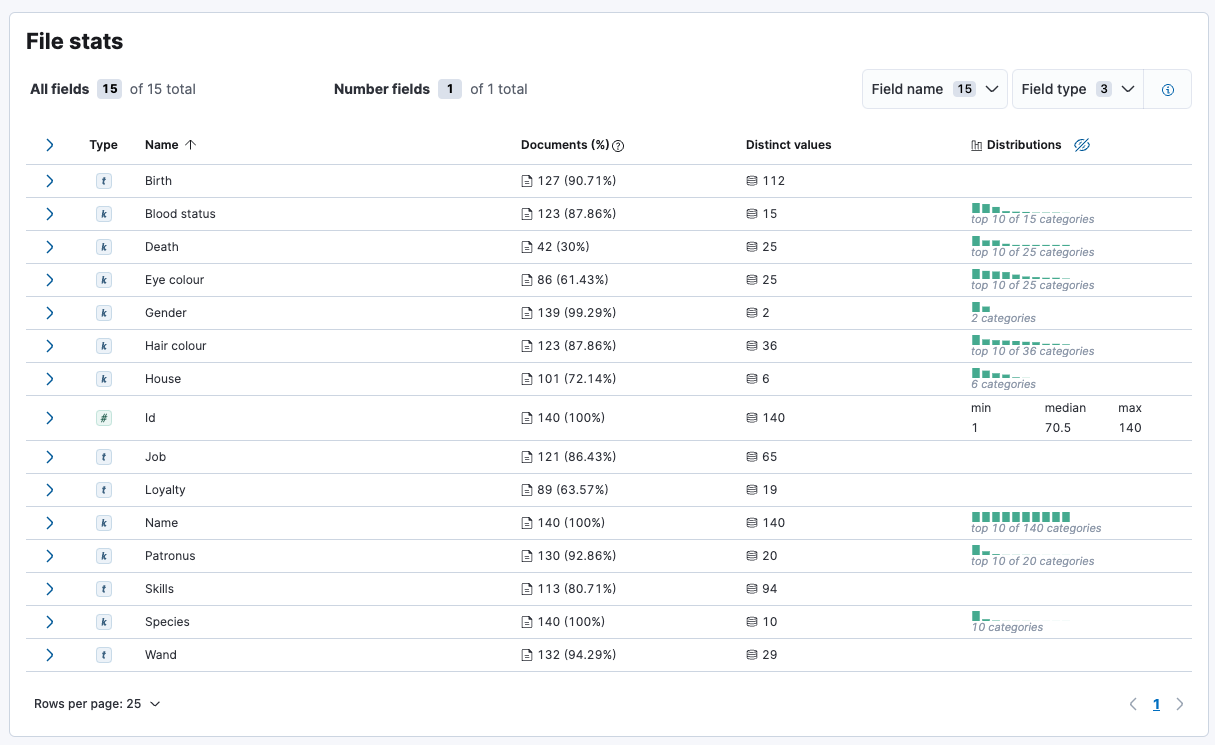 File stats
All fields 15 of 15 total Number fields 1 of 1 total Field name 15 Field type 3
Type Name Documents (%) Distinct values Distributions
t Birth 127 (90.71%) 112
k Blood status 123 (87.86%) 15 top 10 of 15 categories
k Death 42 (30%) 25 top 10 of 25 categories
k Eye colour 86 (61.43%) 25 top 10 of 25 categories
k Gender 139 (99.29%) 2 2 categories
k Hair colour 123 (87.86%) 36 top 10 of 36 categories
k House 101 (72.14%) 6 6 categories
min median max
# Id 140 (100%) 140
1 70.5 140
t Job 121 (86.43%) 65
t Loyalty 89 (63.57%) 19
k Name 140 (100%) 140 top 10 of 140 categories
k Patronus 130 (92.86%) 20 top 10 of 20 categories
t Skills 113 (80.71%) 94
k Species 140 (100%) 10 10 categories
t Wand 132 (94.29%) 29
Rows per page: 25 1